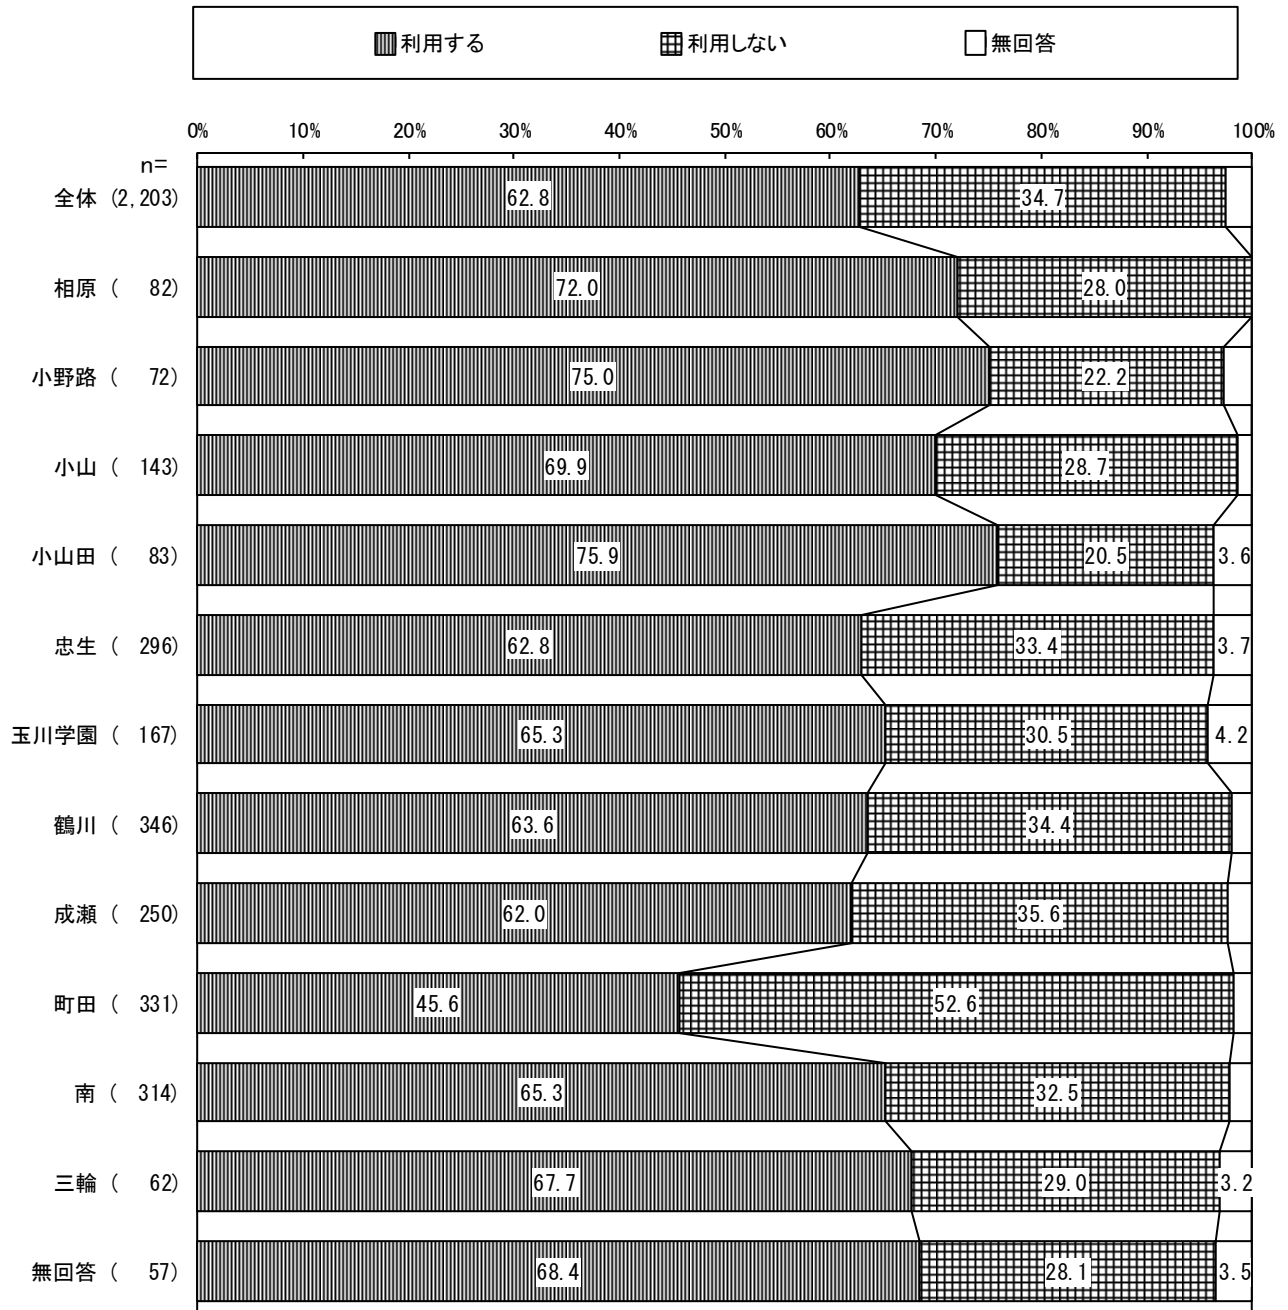 利用する 利用しない 無回答
0% 10% 20% 30% 40% 50% 60% 70% 80% 90% 100%
n=
全体 (2,203) 62.8 34.7
相原 ( 82) 72.0 28.0
小野路 ( 72) 75.0 22.2
小山 ( 143) 69.9 28.7
小山田 ( 83) 75.9 20.5 3.6
忠生 ( 296) 62.8 33.4 3.7
玉川学園 ( 167) 65.3 30.5 4.2
鶴川 ( 346) 63.6 34.4
成瀬 ( 250) 62.0 35.6
町田 ( 331) 45.6 52.6
南 ( 314) 65.3 32.5
三輪 ( 62) 67.7 29.0 3.2
無回答 ( 57) 68.4 28.1 3.5